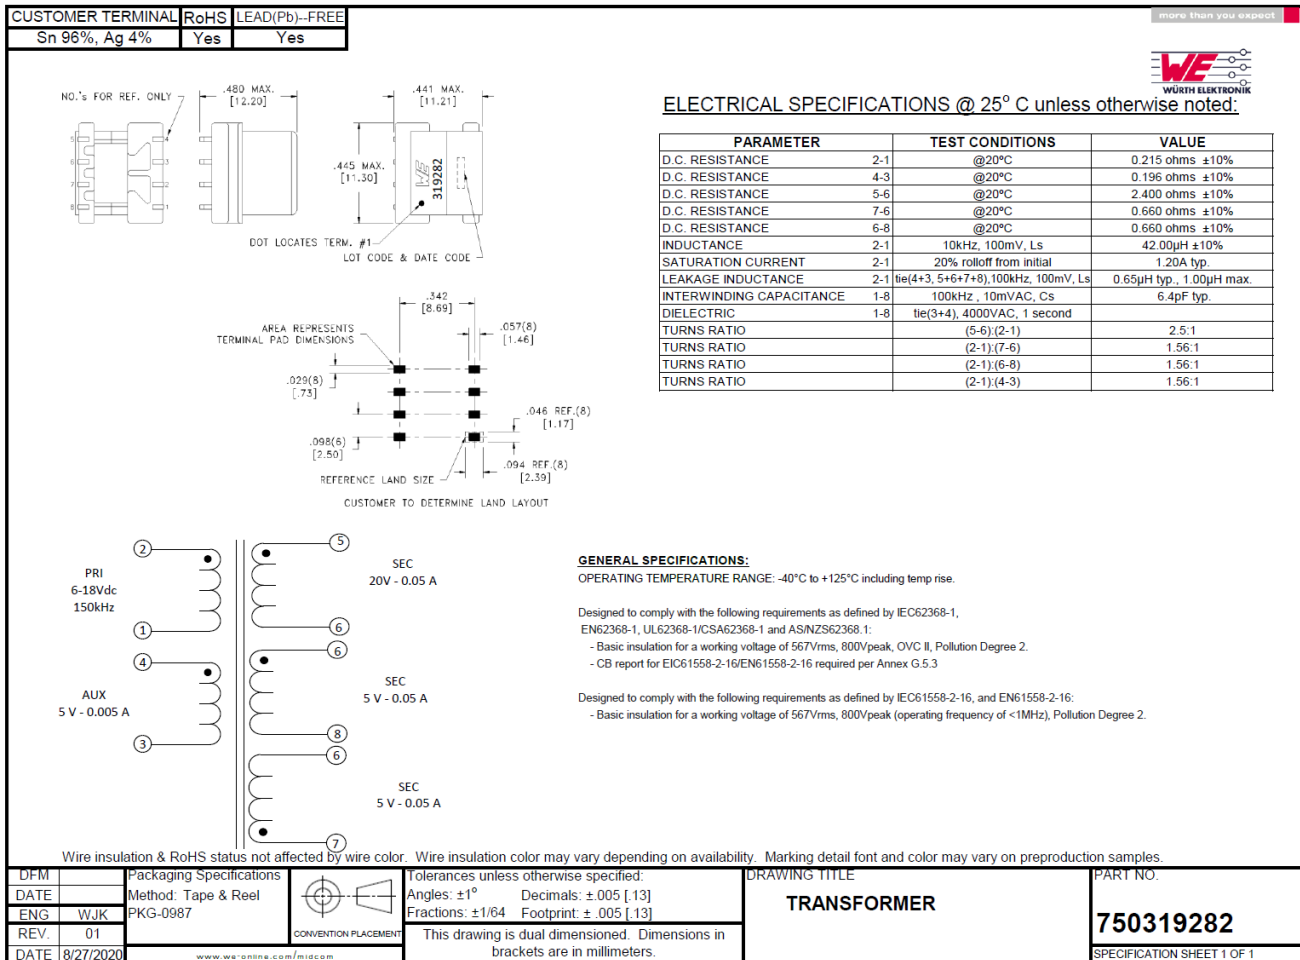 CUSTOMER TERMINAL RoHS LEAD(Pb)--FREE
Sn 96%, Ag 4% Yes Yes
more than you expect
WE
WÜRTH ELEKTRONIK
NO.'s FOR REF. ONLY
.480 MAX.
[12.20]
.441 MAX.
[11.21]
5 4
6 3
7 2
8 1
.445 MAX.
[11.30]
WE
319282
DOT LOCATES TERM. #1
LOT CODE & DATE CODE
ELECTRICAL SPECIFICATIONS @ 25° C unless otherwise noted:
PARAMETER TEST CONDITIONS VALUE
D.C. RESISTANCE 2-1 @20°C 0.215 ohms ±10%
D.C. RESISTANCE 4-3 @20°C 0.196 ohms ±10%
D.C. RESISTANCE 5-6 @20°C 2.400 ohms ±10%
D.C. RESISTANCE 7-6 @20°C 0.660 ohms ±10%
D.C. RESISTANCE 6-8 @20°C 0.660 ohms ±10%
INDUCTANCE 2-1 10kHz, 100mV, Ls 42.00µH ±10%
SATURATION CURRENT 2-1 20% rolloff from initial 1.20A typ.
LEAKAGE INDUCTANCE 2-1 tie(4+3, 5+6+7+8),100kHz, 100mV, Ls 0.65µH typ., 1.00µH max.
INTERWINDING CAPACITANCE 1-8 100kHz , 10mVAC, Cs 6.4pF typ.
DIELECTRIC 1-8 tie(3+4), 4000VAC, 1 second
TURNS RATIO (5-6):(2-1) 2.5:1
TURNS RATIO (2-1):(7-6) 1.56:1
TURNS RATIO (2-1):(6-8) 1.56:1
TURNS RATIO (2-1):(4-3) 1.56:1
.342
[8.69]
AREA REPRESENTS
TERMINAL PAD DIMENSIONS
.057(8)
[1.46]
.029(8)
[.73]
.046 REF.(8)
[1.17]
.098(6)
[2.50]
.094 REF.(8)
[2.39]
REFERENCE LAND SIZE
CUSTOMER TO DETERMINE LAND LAYOUT
2
PRI
6-18Vdc
150kHz
1
4
AUX
5 V - 0.005 A
3
5
SEC
20V - 0.05 A
6
6
SEC
5 V - 0.05 A
8
6
SEC
5 V - 0.05 A
7
GENERAL SPECIFICATIONS:
OPERATING TEMPERATURE RANGE: -40°C to +125°C including temp rise.
Designed to comply with the following requirements as defined by IEC62368-1,
EN62368-1, UL62368-1/CSA62368-1 and AS/NZS62368.1:
- Basic insulation for a working voltage of 567Vrms, 800Vpeak, OVC II, Pollution Degree 2.
- CB report for EIC61558-2-16/EN61558-2-16 required per Annex G.5.3
Designed to comply with the following requirements as defined by IEC61558-2-16, and EN61558-2-16:
- Basic insulation for a working voltage of 567Vrms, 800Vpeak (operating frequency of <1MHz), Pollution Degree 2.
Wire insulation & RoHS status not affected by wire color. Wire insulation color may vary depending on availability. Marking detail font and color may vary on preproduction samples.
DFM
DATE
ENG WJK
REV. 01
DATE 8/27/2020
Packaging Specifications
Method: Tape & Reel
PKG-0987
www.we-online.com/midcom
CONVENTION PLACEMENT
Tolerances unless otherwise specified:
Angles: ±1° Decimals: ±.005 [.13]
Fractions: ±1/64 Footprint: ± .005 [.13]
This drawing is dual dimensioned. Dimensions in
brackets are in millimeters.
DRAWING TITLE
TRANSFORMER
PART NO.
750319282
SPECIFICATION SHEET 1 OF 1